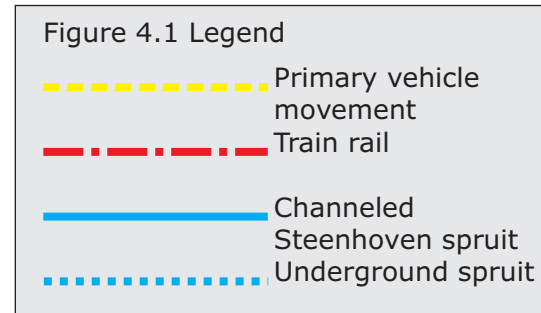 Figure 4.1 Legend
Primary vehicle
movement
Train rail
Channeled
Steenhoven spruit
Underground spruit